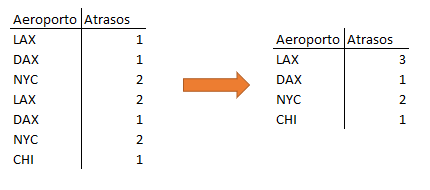 Aeroporto Atrasos
LAX 1
DAX 1
NYC 2
LAX 2
DAX 1
NYC 2
CHI 1
Aeroporto Atrasos
LAX 3
DAX 1
NYC 2
CHI 1